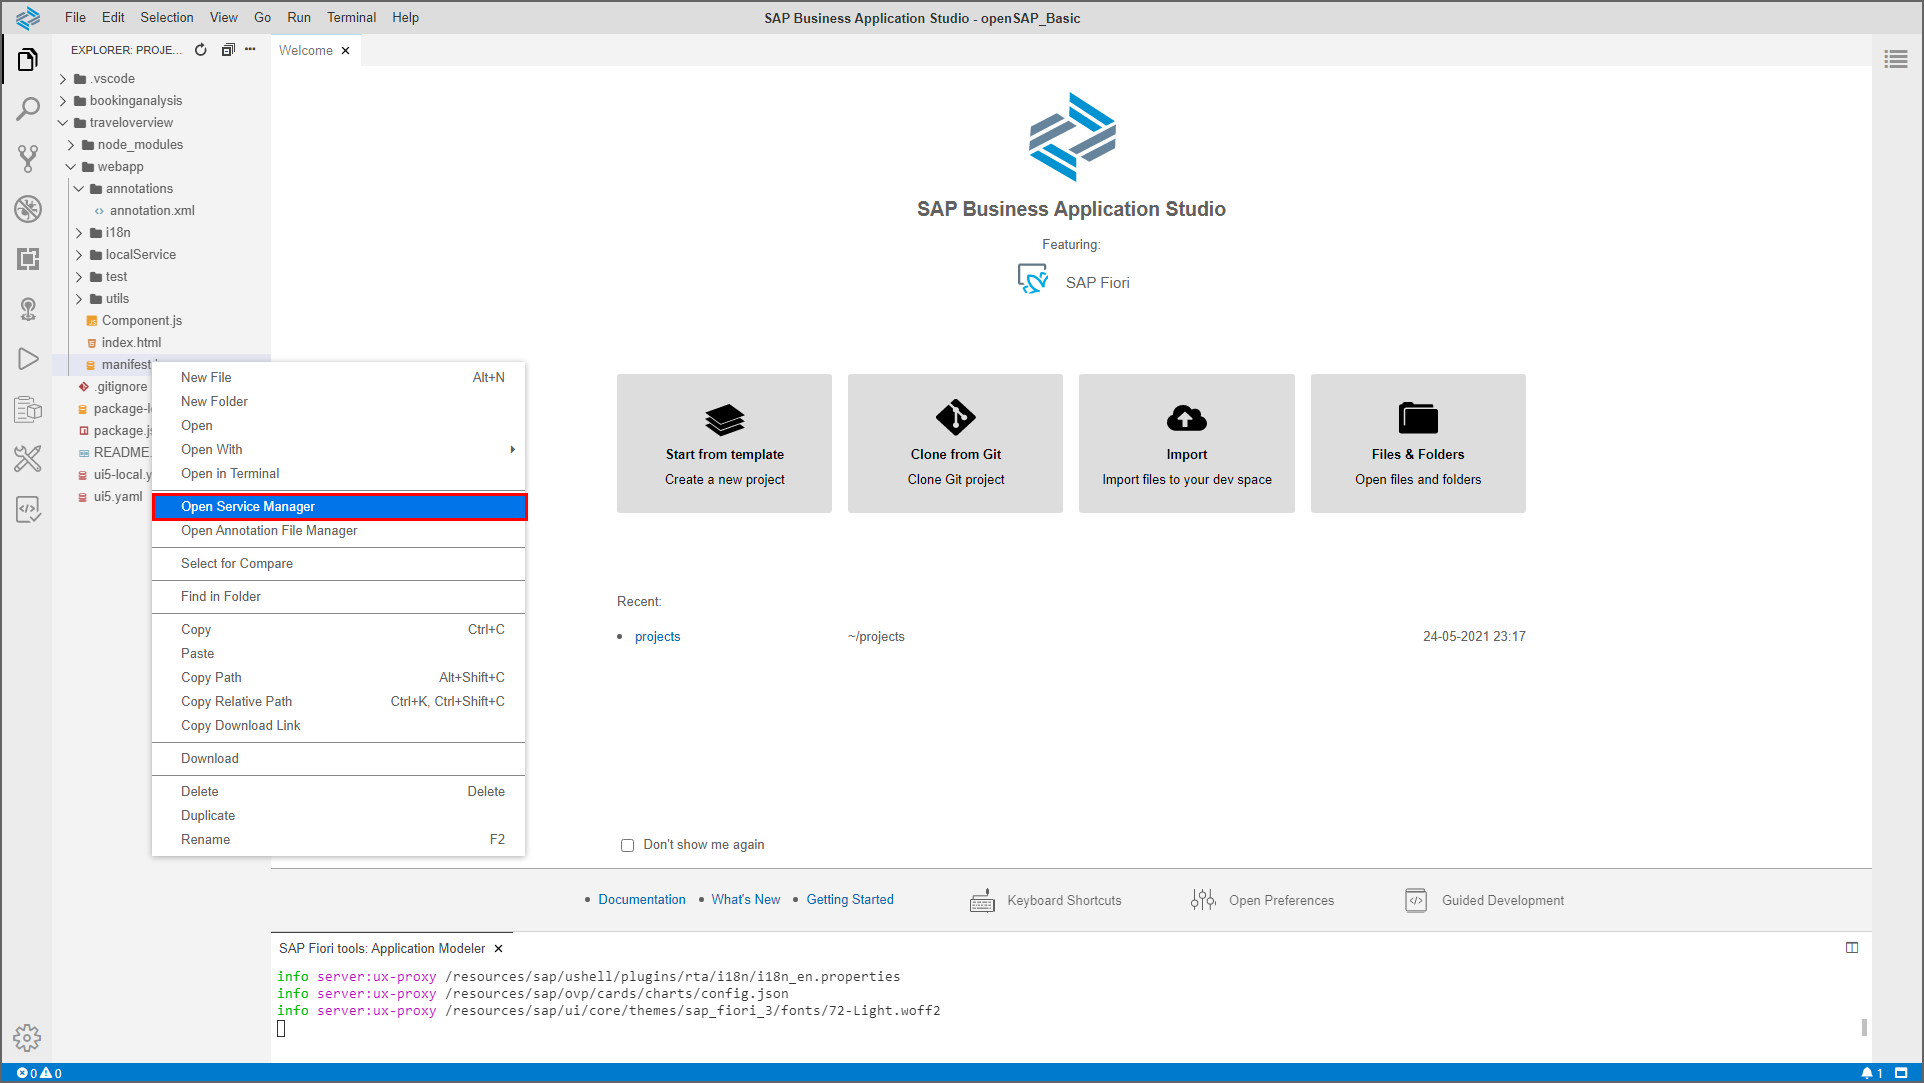 File Edit Selection View Go Run Terminal Help
SAP Business Application Studio - openSAP_Basic
EXPLORER: PROJE...
.vscode
bookinganalysis
traveloverview
node_modules
webapp
annotations
annotation.xml
i18n
localService
test
utils
Component.js
index.html
manifest
.gitignore
package-l
package.js
README.
ui5-local.y
ui5.yaml
New File Alt+N
New Folder
Open
Open With
Open in Terminal
Open Service Manager
Open Annotation File Manager
Select for Compare
Find in Folder
Copy Ctrl+C
Paste
Copy Path Alt+Shift+C
Copy Relative Path Ctrl+K, Ctrl+Shift+C
Copy Download Link
Download
Delete Delete
Duplicate
Rename F2
Welcome
SAP Business Application Studio
Featuring:
SAP Fiori
Start from template
Create a new project
Clone from Git
Clone Git project
Import
Import files to your dev space
Files & Folders
Open files and folders
Recent:
• projects ~/projects 24-05-2021 23:17
Don't show me again
• Documentation • What's New • Getting Started
Keyboard Shortcuts
Open Preferences
Guided Development
SAP Fiori tools: Application Modeler
info server:ux-proxy /resources/sap/ushell/plugins/rta/i18n/i18n_en.properties
info server:ux-proxy /resources/sap/ovp/cards/charts/config.json
info server:ux-proxy /resources/sap/ui/core/themes/sap_fiori_3/fonts/72-Light.woff2
0 0
1